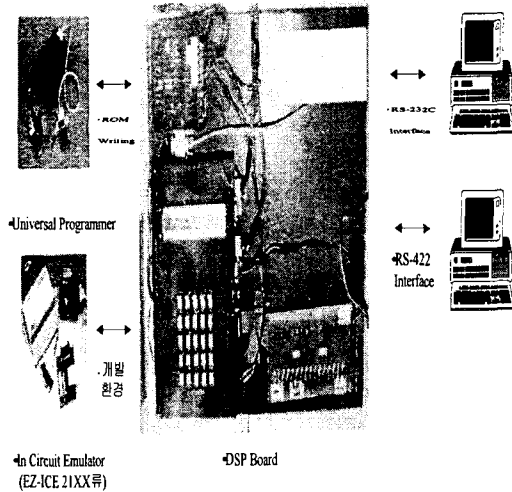 ·ROM
Writing
•Universal Programmer
·RS-232C
Interface
•RS-422
Interface
.개발
환경
•In Circuit Emulator
(EZ-ICE 21XX류)
•DSP Board